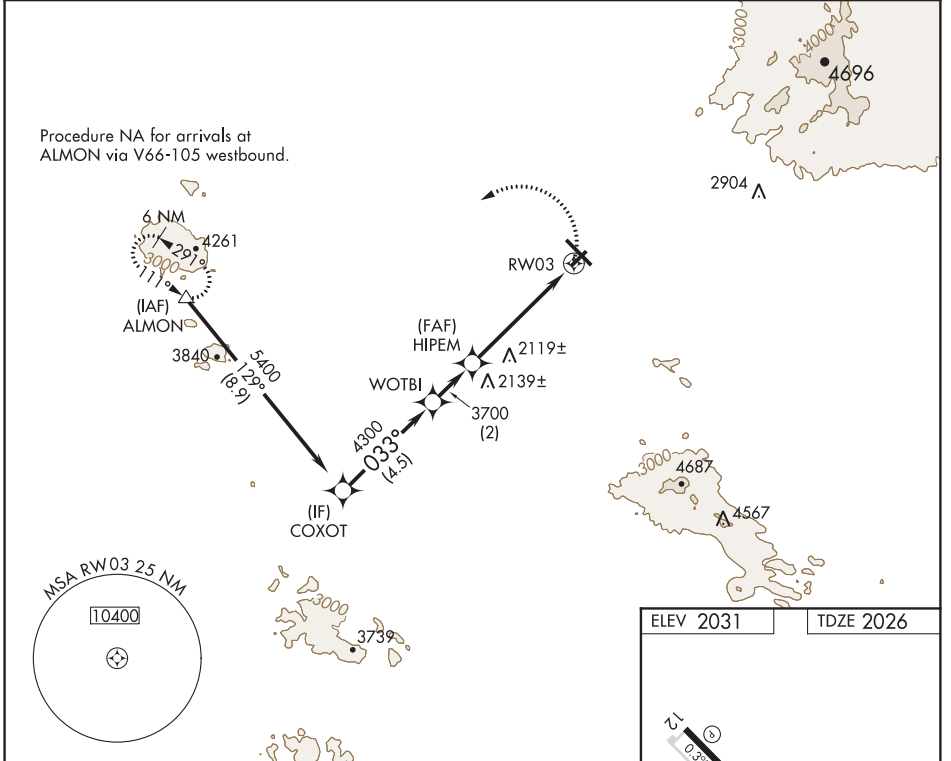 3000
4000
4696
Procedure NA for arrivals at
ALMON via V66-105 westbound.
2904
6 NM
4261
291°
3000
111°
RW03
(IAF)
ALMON
(FAF)
HIPEM
2119±
3840
5400
129°
(8.9)
WOTBI
2139±
3700
(2)
4300
033°
(4.5)
3000
4687
4567
(IF)
COXOT
MSA RW03 25 NM
10400
3000
3739
ELEV 2031
TDZE 2026
12
P
0.3%